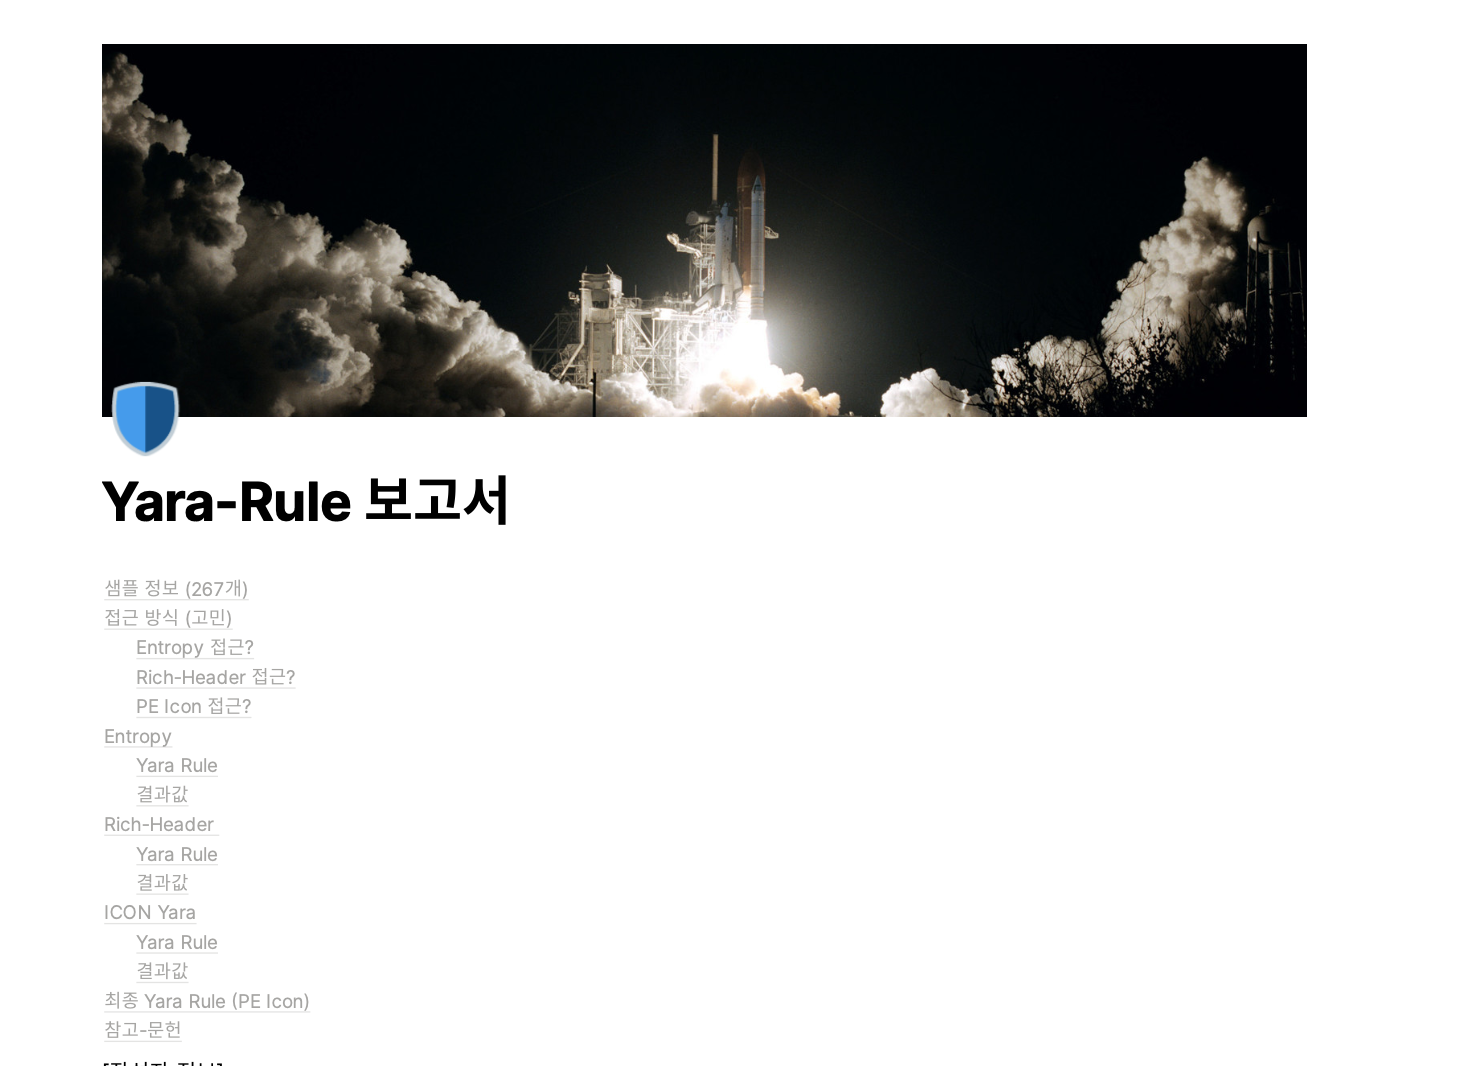 Yara-Rule 보고서
샘플 정보 (267개)
접근 방식 (고민)
Entropy 접근?
Rich-Header 접근?
PE Icon 접근?
Entropy
Yara Rule
결과값
Rich-Header
Yara Rule
결과값
ICON Yara
Yara Rule
결과값
최종 Yara Rule (PE Icon)
참고-문헌